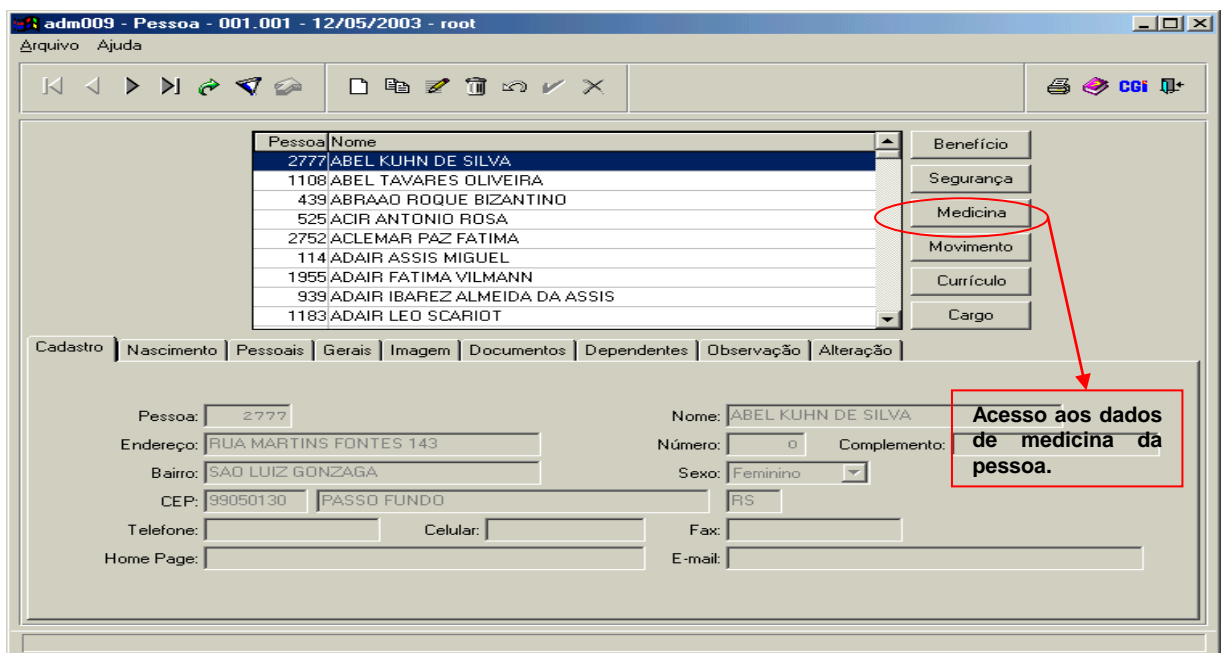 adm009 - Pessoa - 001.001 - 12/05/2003 - root
Arquivo Ajuda
CGi
Pessoa Nome
2777 ABEL KUHN DE SILVA
1108 ABEL TAVARES OLIVEIRA
439 ABRAAO ROQUE BIZANTINO
525 ACIR ANTONIO ROSA
2752 ACLEMAR PAZ FATIMA
114 ADAIR ASSIS MIGUEL
1955 ADAIR FATIMA VILMANN
939 ADAIR IBAREZ ALMEIDA DA ASSIS
1183 ADAIR LEO SCARIOT
Benefício
Segurança
Medicina
Movimento
Currículo
Cargo
Cadastro Nascimento Pessoais Gerais Imagem Documentos Dependentes Observação Alteração
Pessoa: 2777 Nome: ABEL KUHN DE SILVA
Endereço: RUA MARTINS FONTES 143 Número: 0 Complemento:
Bairro: SAO LUIZ GONZAGA Sexo: Feminino
CEP: 99050130 PASSO FUNDO RS
Telefone: Celular: Fax:
Home Page: E-mail:
Acesso aos dados
de medicina da
pessoa.